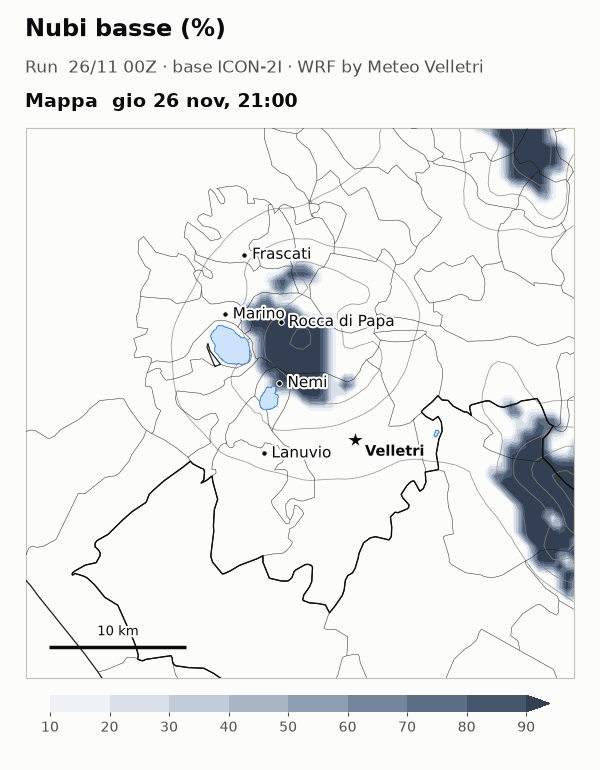 Nubi basse (%)
Run  26/11 00Z · base ICON-2I · WRF by Meteo Velletri
Mappa  gio 26 nov, 21:00
Frascati
Marino
Rocca di Papa
Nemi
Velletri
Lanuvio
10 km
10 20 30 40 50 60 70 80 90